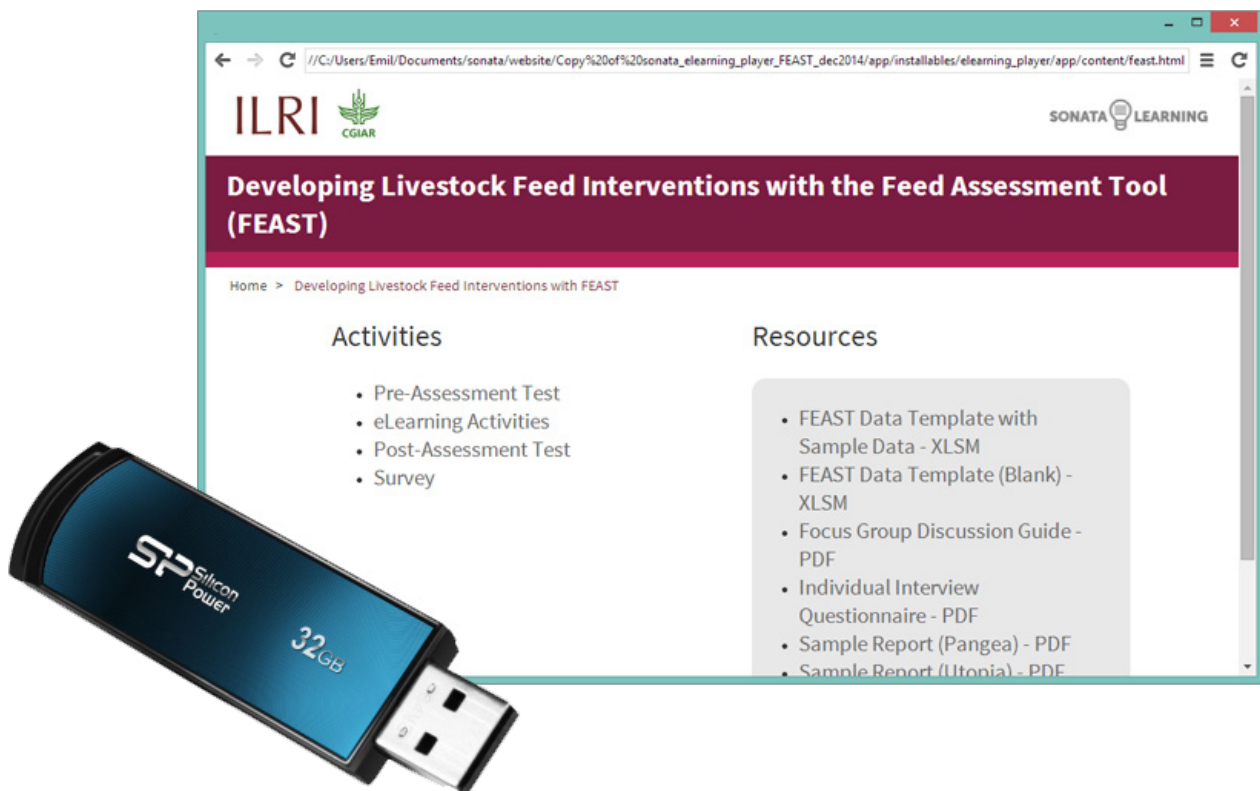 //C:/Users/Emil/Documents/sonata/website/Copy%20of%20sonata_elearning_player_FEAST_dec2014/app/installables/elearning_player/app/content/feast.html
ILRI
CGIAR
SONATA LEARNING
Developing Livestock Feed Interventions with the Feed Assessment Tool
(FEAST)
Home > Developing Livestock Feed Interventions with FEAST
Activities
• Pre-Assessment Test
• eLearning Activities
• Post-Assessment Test
• Survey
Resources
• FEAST Data Template with
Sample Data - XLSM
• FEAST Data Template (Blank) -
XLSM
• Focus Group Discussion Guide -
PDF
• Individual Interview
Questionnaire - PDF
• Sample Report (Pangea) - PDF
• Sample Report (Utopia) - PDF
SP Silicon
Power
32GB